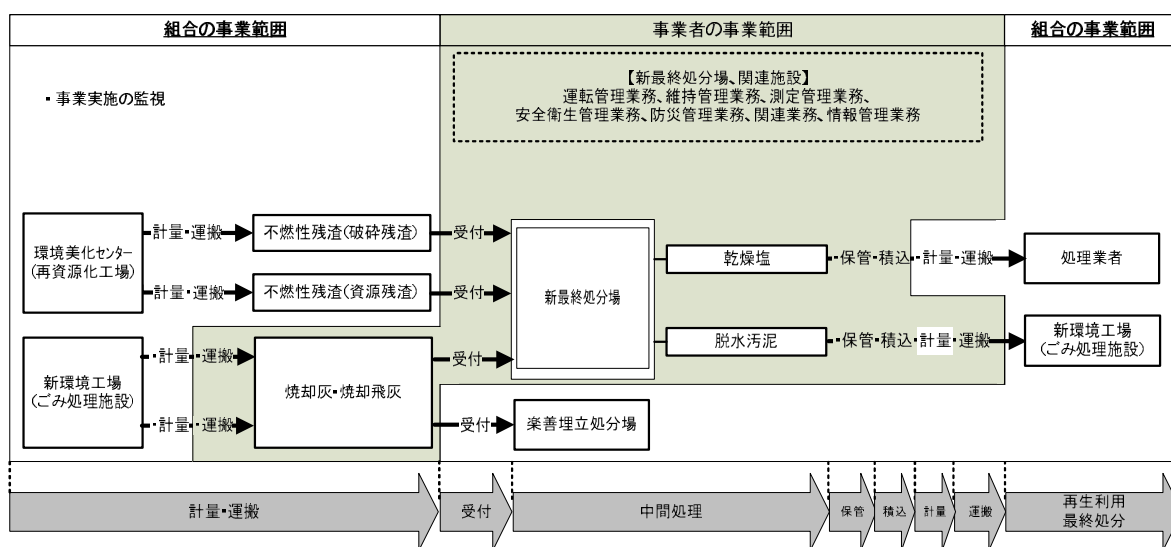 組合の事業範囲
事業者の事業範囲
組合の事業範囲
・事業実施の監視
【新最終処分場、関連施設】
運転管理業務、維持管理業務、測定管理業務、
安全衛生管理業務、防災管理業務、関連業務、情報管理業務
環境美化センター
(再資源化工場)
計量・運搬
不燃性残渣(破砕残渣)
受付
計量・運搬
不燃性残渣(資源残渣)
受付
新最終処分場
乾燥塩
保管・積込
計量・運搬
処理業者
脱水汚泥
保管・積込
計量・運搬
新環境工場
(ごみ処理施設)
新環境工場
(ごみ処理施設)
計量・運搬
計量・運搬
焼却灰・焼却飛灰
受付
受付
楽善埋立処分場
計量・運搬
受付
中間処理
保管
積込
計量
運搬
再生利用
最終処分